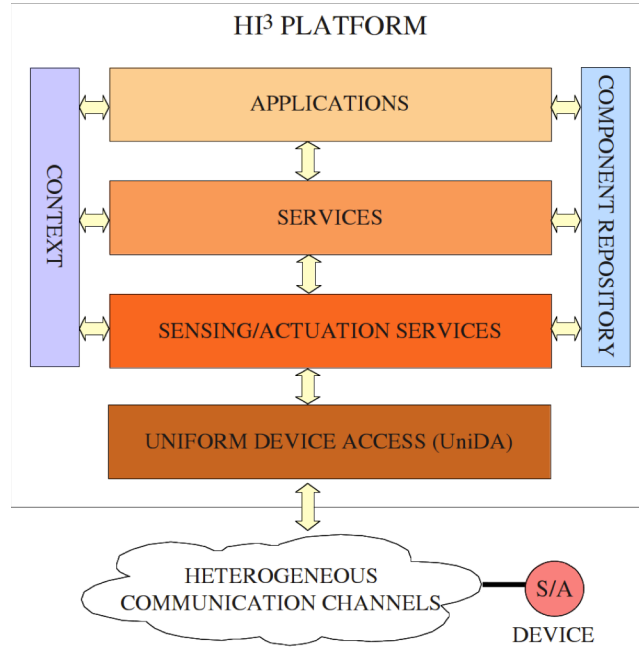 HI³ PLATFORM
CONTEXT
APPLICATIONS
COMPONENT REPOSITORY
SERVICES
SENSING/ACTUATION SERVICES
UNIFORM DEVICE ACCESS (UniDA)
HETEROGENEOUS
COMMUNICATION CHANNELS
S/A
DEVICE